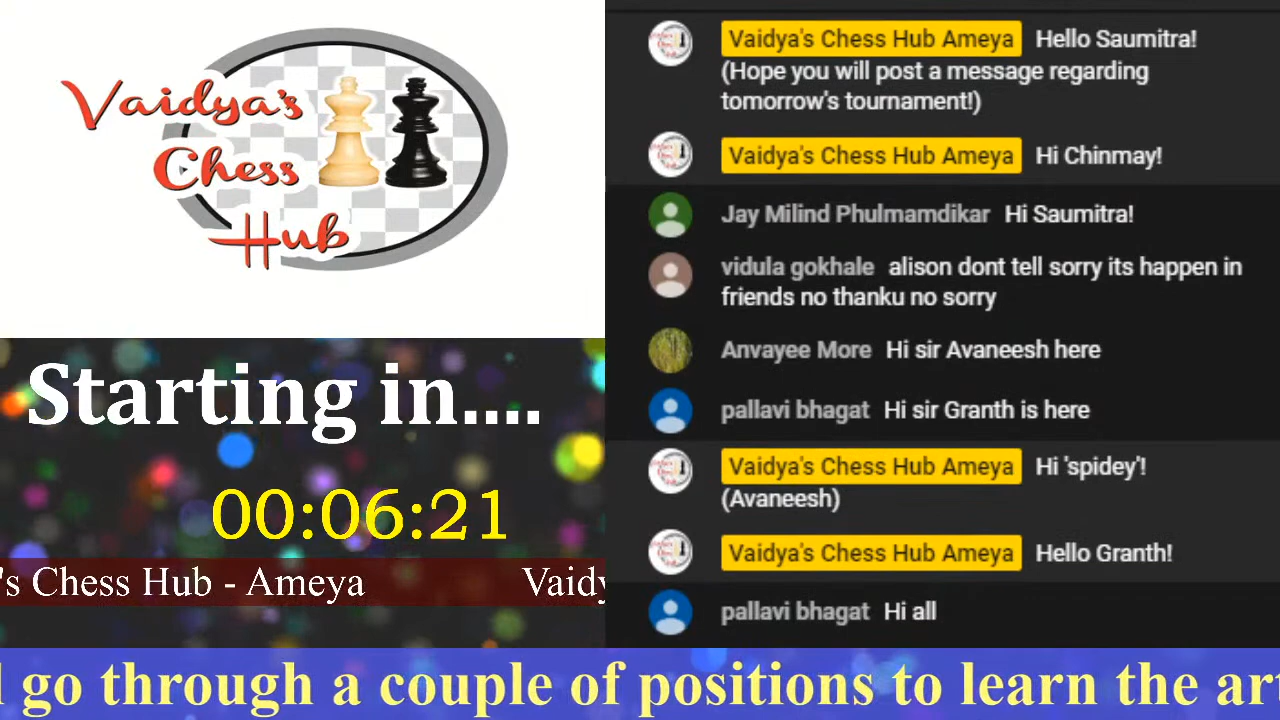 Vaidya's
Chess
Hub
Starting in....
00:06:21
's Chess Hub - Ameya
Vaidy
Vaidya's Chess Hub Ameya Hello Saumitra!
(Hope you will post a message regarding
tomorrow's tournament!)
Vaidya's Chess Hub Ameya Hi Chinmay!
Jay Milind Phulmamdikar Hi Saumitra!
vidula gokhale alison dont tell sorry its happen in
friends no thanku no sorry
Anvayee More Hi sir Avaneesh here
pallavi bhagat Hi sir Granth is here
Vaidya's Chess Hub Ameya Hi 'spidey'!
(Avaneesh)
Vaidya's Chess Hub Ameya Hello Granth!
pallavi bhagat Hi all
go through a couple of positions to learn the ar